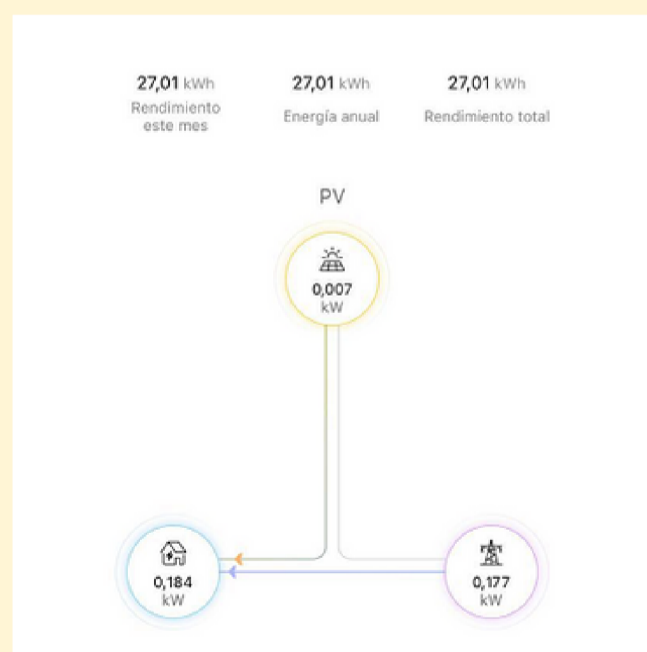 27,01 kWh
Rendimiento
este mes
27,01 kWh
Energía anual
27,01 kWh
Rendimiento total
PV
0,007
kW
0,184
kW
0,177
kW